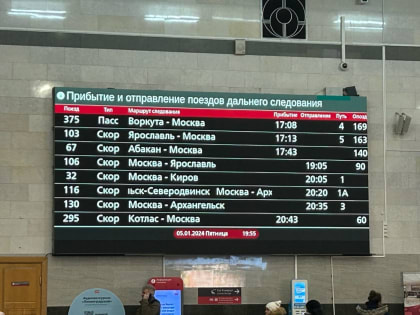 Прибытие и отправление поездов дальнего следования
Поезд Тип Маршрут следования Прибытие Отправление Путь Опозд
375 Пасс Воркута - Москва 17:08 4 169
103 Скор Ярославль - Москва 17:13 5 163
67 Скор Абакан - Москва 17:43 140
106 Скор Москва - Ярославль 19:05 90
32 Скор Москва - Киров 20:05 1
116 Скор ньск-Северодвинск Москва - Арх 20:20 1А
130 Скор Москва - Архангельск 20:35 3
295 Скор Котлас - Москва 20:43 60
05.01.2024 Пятница 19:55